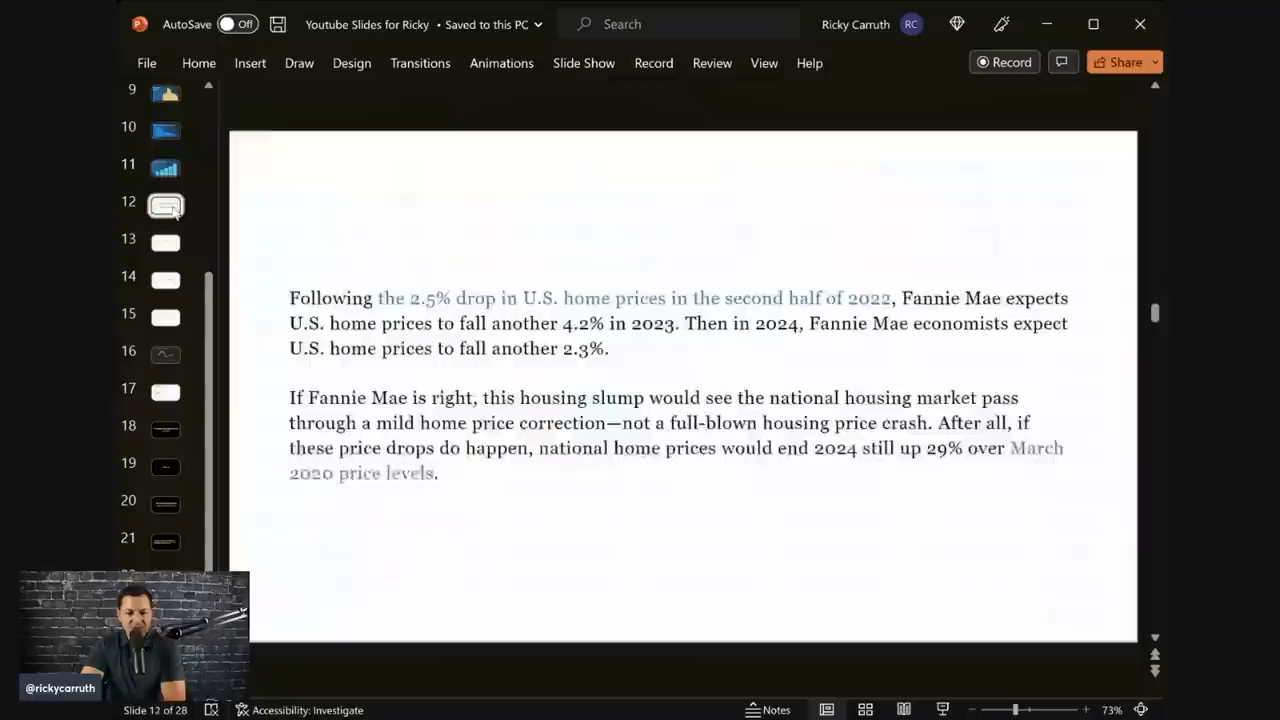 AutoSave Off Youtube Slides for Ricky • Saved to this PC Search Ricky Carruth RC
File Home Insert Draw Design Transitions Animations Slide Show Record Review View Help Record Share
9
10
11
12
13
14
15
16
17
18
19
20
21
Following the 2.5% drop in U.S. home prices in the second half of 2022, Fannie Mae expects
U.S. home prices to fall another 4.2% in 2023. Then in 2024, Fannie Mae economists expect
U.S. home prices to fall another 2.3%.
If Fannie Mae is right, this housing slump would see the national housing market pass
through a mild home price correction—not a full-blown housing price crash. After all, if
these price drops do happen, national home prices would end 2024 still up 29% over March
2020 price levels.
@rickycarruth
Slide 12 of 28 Accessibility: Investigate Notes 73%